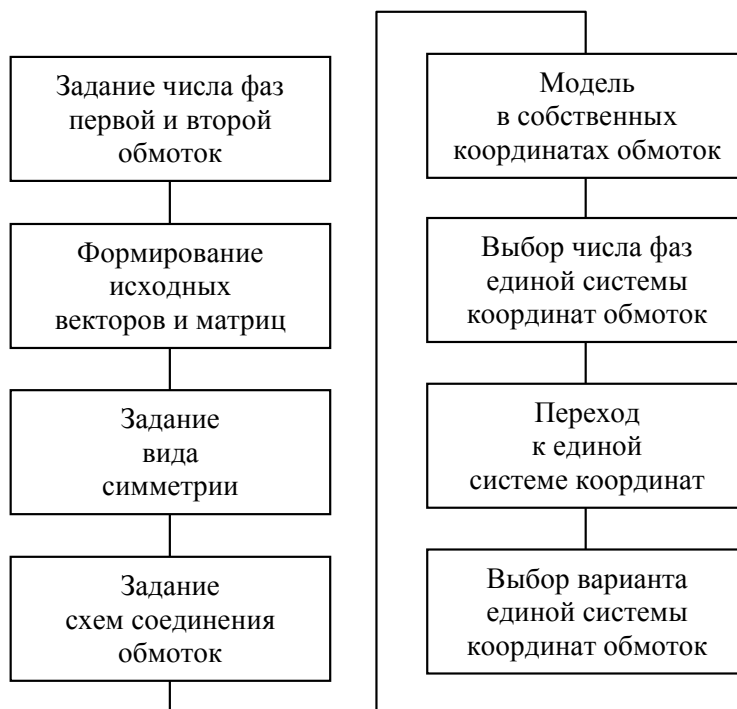 Задание числа фаз
первой и второй
обмоток
Формирование
исходных
векторов и матриц
Задание
вида
симметрии
Задание
схем соединения
обмоток
Модель
в собственных
координатах обмоток
Выбор числа фаз
единой системы
координат обмоток
Переход
к единой
системе координат
Выбор варианта
единой системы
координат обмоток